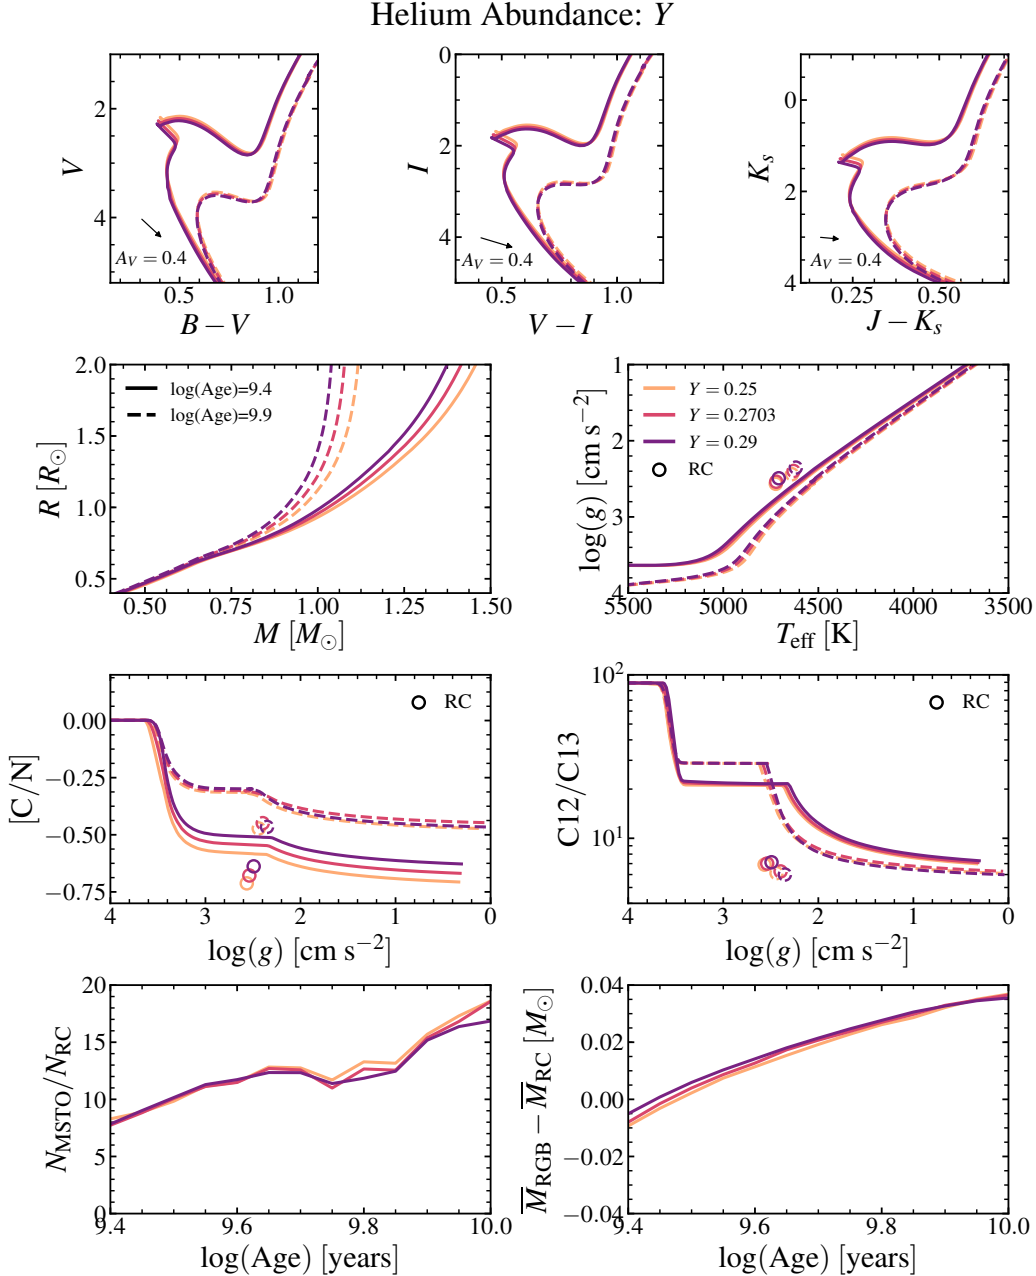 Helium Abundance: Y
V
2
4
A_V = 0.4
0.5 1.0
B − V
I
0
2
4
A_V = 0.4
0.5 1.0
V − I
K_s
0
2
4
A_V = 0.4
0.25 0.50
J − K_s
R [R_⊙]
2.0
1.5
1.0
0.5
log(Age)=9.4
log(Age)=9.9
0.50 0.75 1.00 1.25 1.50
M [M_⊙]
log(g) [cm s⁻²]
1
2
3
4
Y = 0.25
Y = 0.2703
Y = 0.29
RC
5500 5000 4500 4000 3500
T_eff [K]
[C/N]
0.00
−0.25
−0.50
−0.75
RC
4 3 2 1 0
log(g) [cm s⁻²]
C12/C13
10²
10¹
RC
4 3 2 1 0
log(g) [cm s⁻²]
N_MSTO/N_RC
20
15
10
5
0
9.4 9.6 9.8 10.0
log(Age) [years]
M̅_RGB − M̅_RC [M_⊙]
0.04
0.02
0.00
−0.02
−0.04
9.4 9.6 9.8 10.0
log(Age) [years]